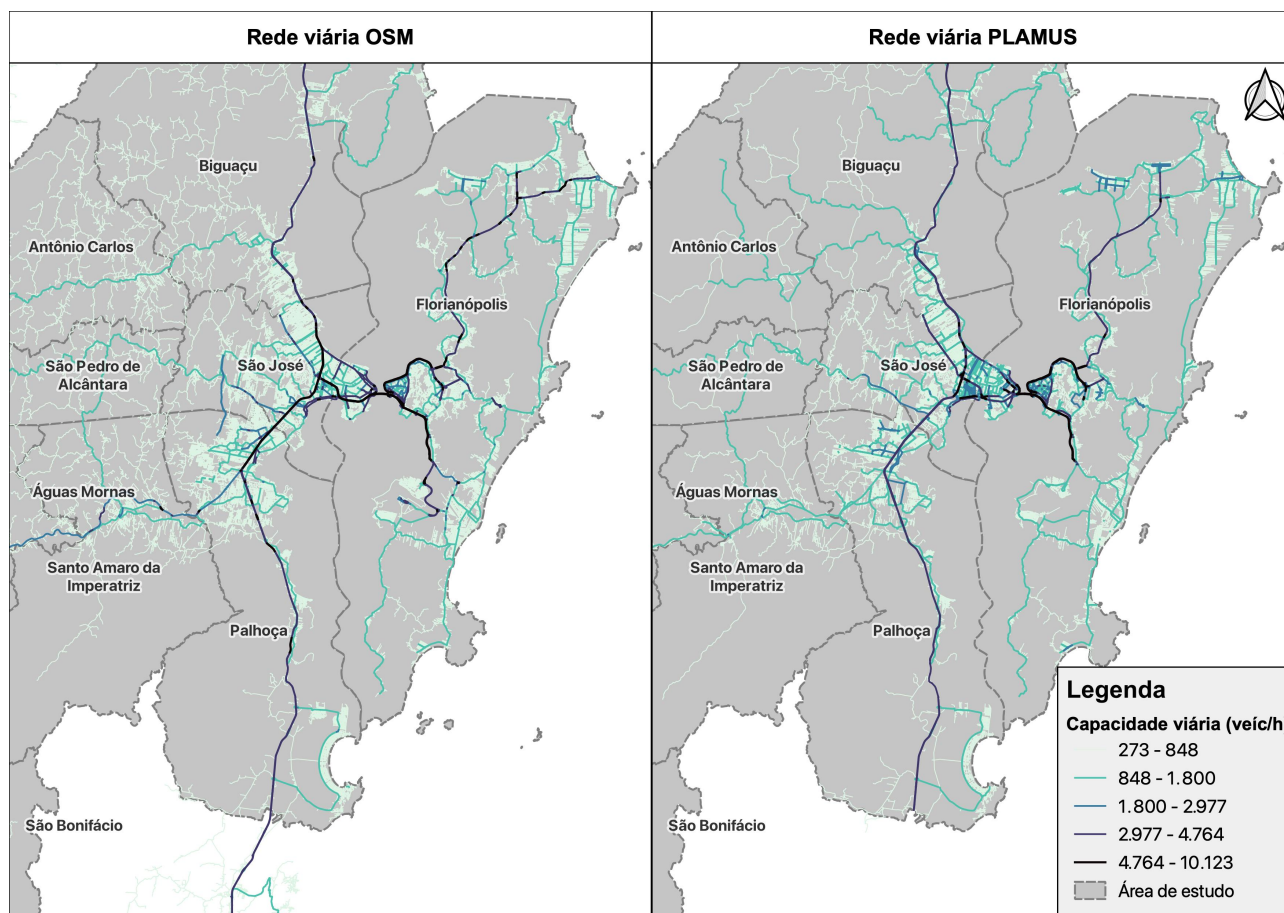 Rede viária OSM
Rede viária PLAMUS
Biguaçu
Antônio Carlos
Florianópolis
São Pedro de
Alcântara
São José
Águas Mornas
Santo Amaro da
Imperatriz
Palhoça
São Bonifácio
Biguaçu
Antônio Carlos
Florianópolis
São Pedro de
Alcântara
São José
Águas Mornas
Santo Amaro da
Imperatriz
Palhoça
São Bonifácio
Legenda
Capacidade viária (veíc/h
273 - 848
848 - 1.800
1.800 - 2.977
2.977 - 4.764
4.764 - 10.123
Área de estudo